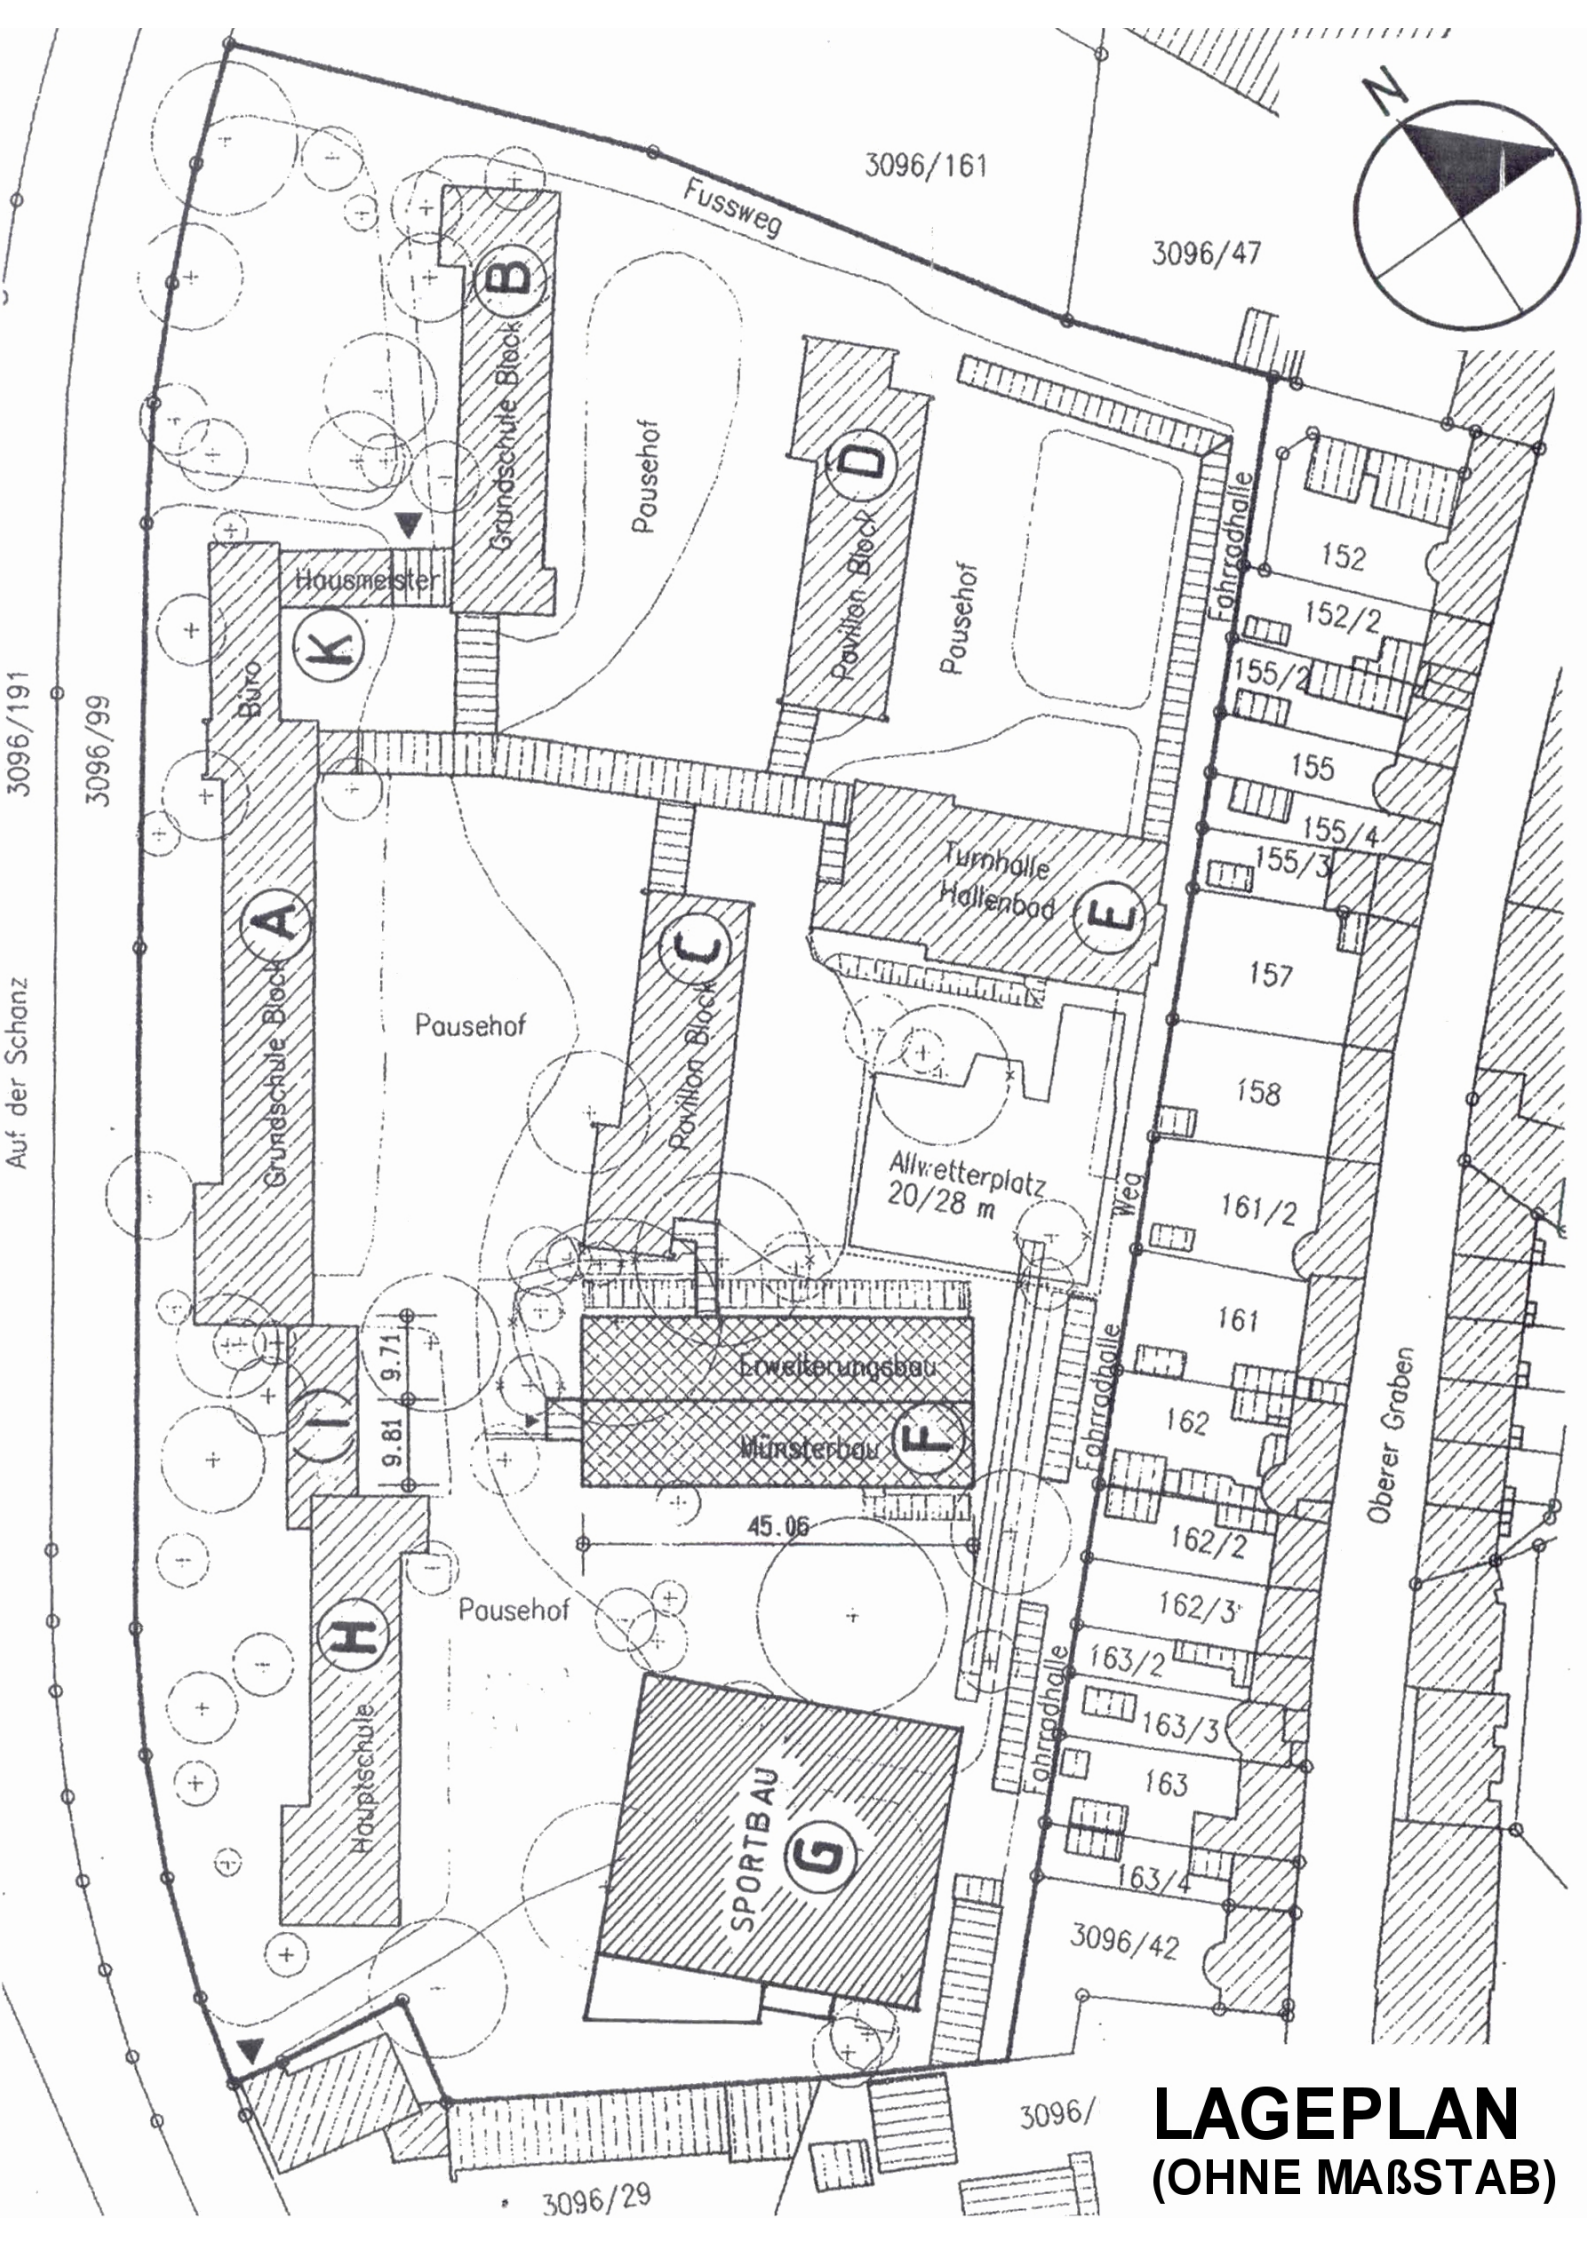 N
3096/161
Fussweg
3096/47
B
Grundschule Block
Pausehof
D
Pavillon Block
Pausehof
Fahrradhalle
152
152/2
155/2
155
155/4
155/3
Hausmeister
K
Büro
3096/191
3096/99
A
Grundschule Block
Auf der Schanz
Pausehof
C
Pavillon Block
Turnhalle
Hallenbad
E
157
158
Allwetterplatz
20/28 m
Weg
161/2
161
I
9.71
9.81
Erweiterungsbau
Münsterbau
F
45.06
Fahrradhalle
162
Oberer Graben
162/2
162/3
H
Hauptschule
Pausehof
163/2
Fahrradhalle
163/3
163
163/4
SPORTBAU
G
3096/42
3096/
3096/29
LAGEPLAN
(OHNE MAßSTAB)